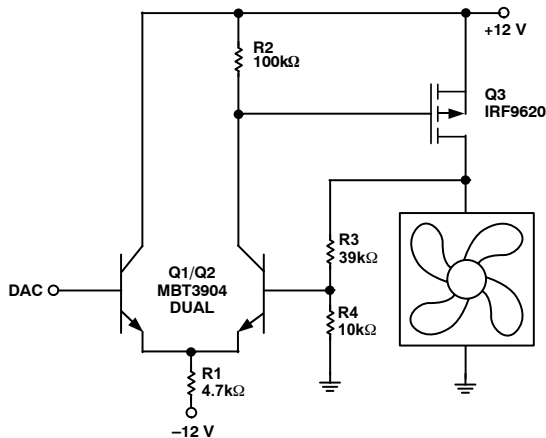 +12 V
R2
100kΩ
Q3
IRF9620
R3
39kΩ
Q1/Q2
MBT3904
DUAL
DAC
R4
10kΩ
R1
4.7kΩ
–12 V